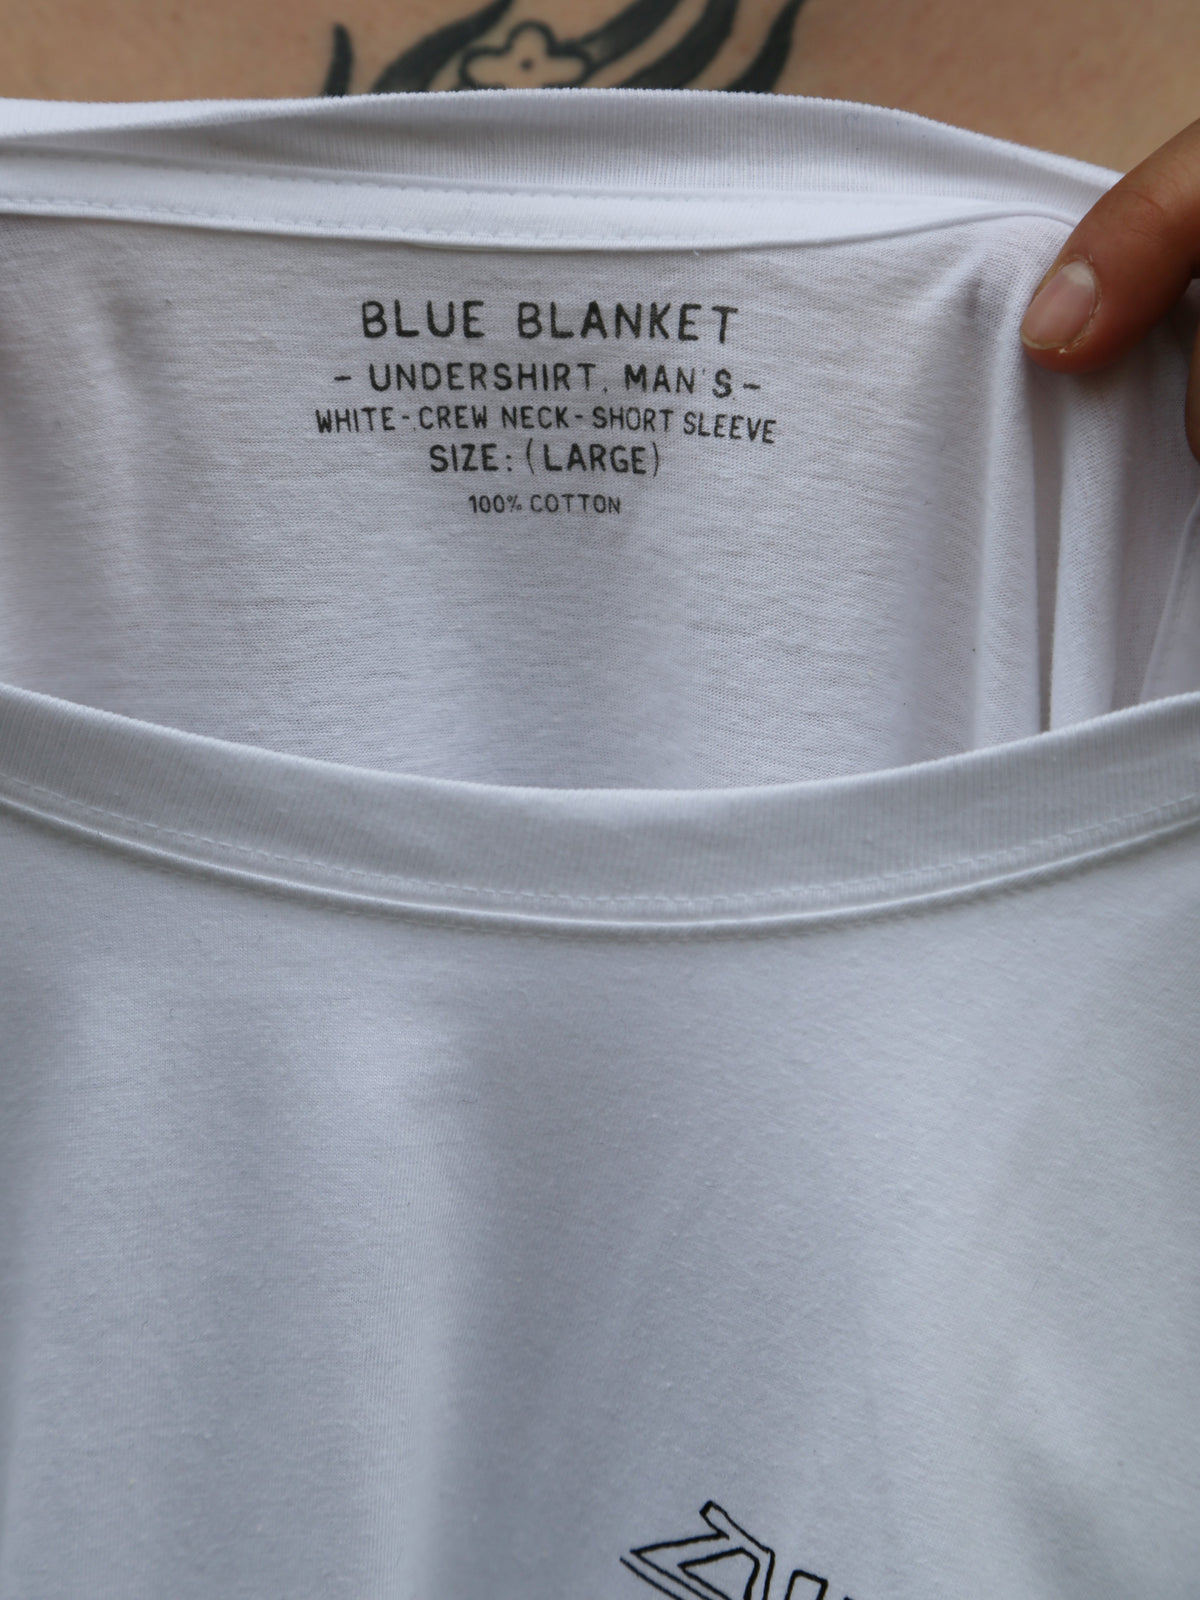 BLUE BLANKET
- UNDERSHIRT, MAN'S -
WHITE - CREW NECK - SHORT SLEEVE
SIZE: (LARGE)
100% COTTON